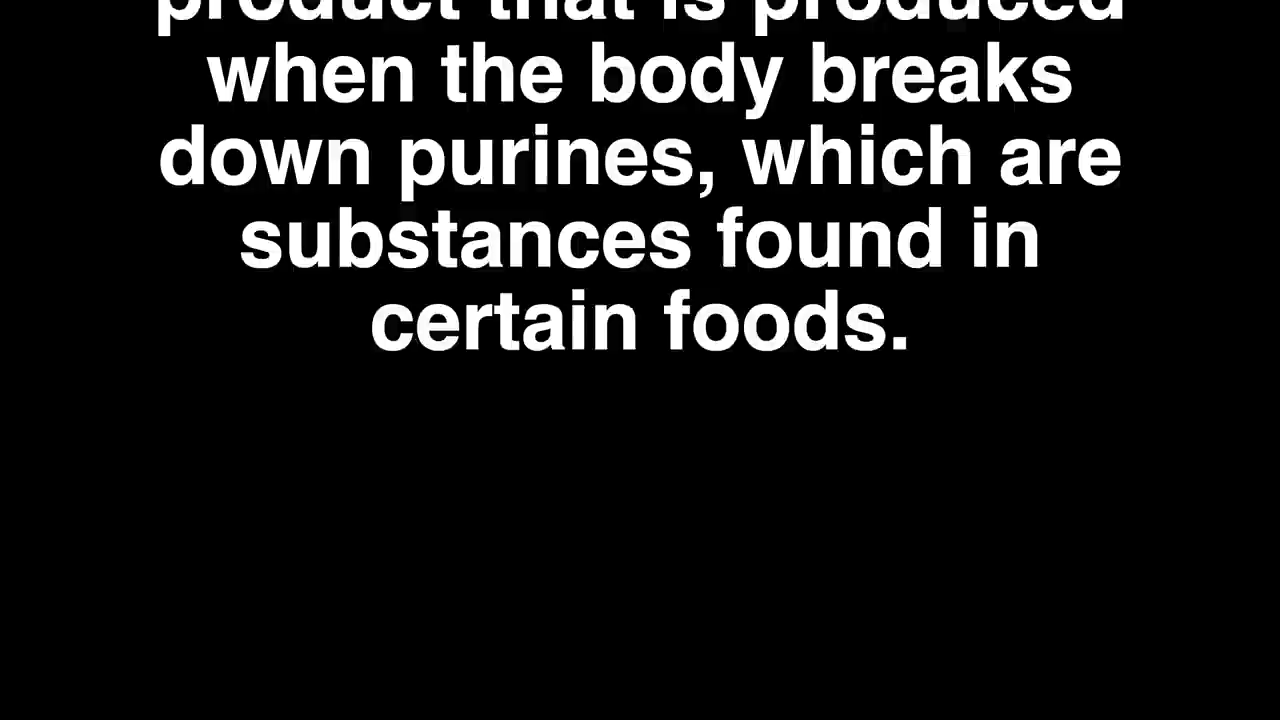 product that is produced
when the body breaks
down purines, which are
substances found in
certain foods.